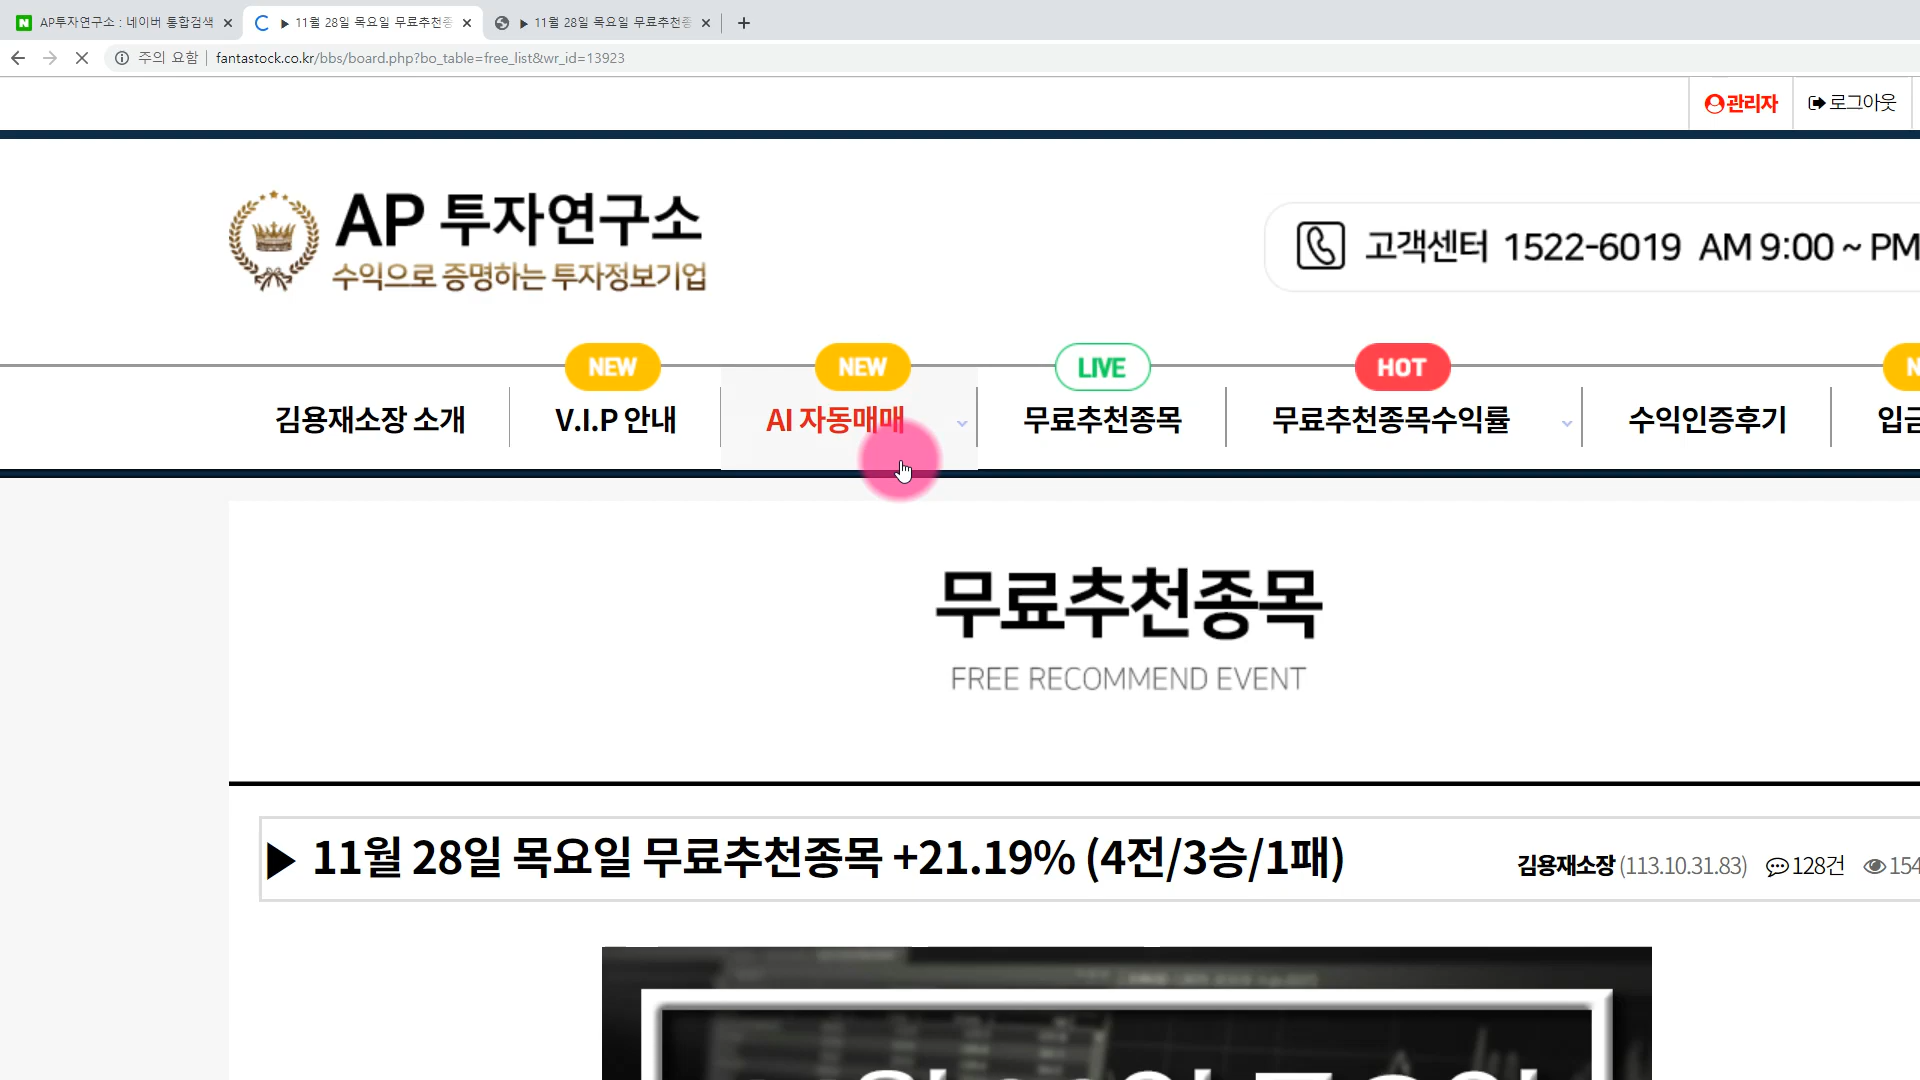 AP투자연구소 : 네이버 통합검색
▶ 11월 28일 목요일 무료추천종
▶ 11월 28일 목요일 무료추천종
주의 요함 | fantastock.co.kr/bbs/board.php?bo_table=free_list&wr_id=13923
관리자
로그아웃
AP 투자연구소
수익으로 증명하는 투자정보기업
고객센터 1522-6019 AM 9:00 ~ PM
NEW
NEW
LIVE
HOT
N
김용재소장 소개
V.I.P 안내
AI 자동매매
무료추천종목
무료추천종목수익률
수익인증후기
입금
무료추천종목
FREE RECOMMEND EVENT
▶ 11월 28일 목요일 무료추천종목 +21.19% (4전/3승/1패)
김용재소장 (113.10.31.83) 128건 154